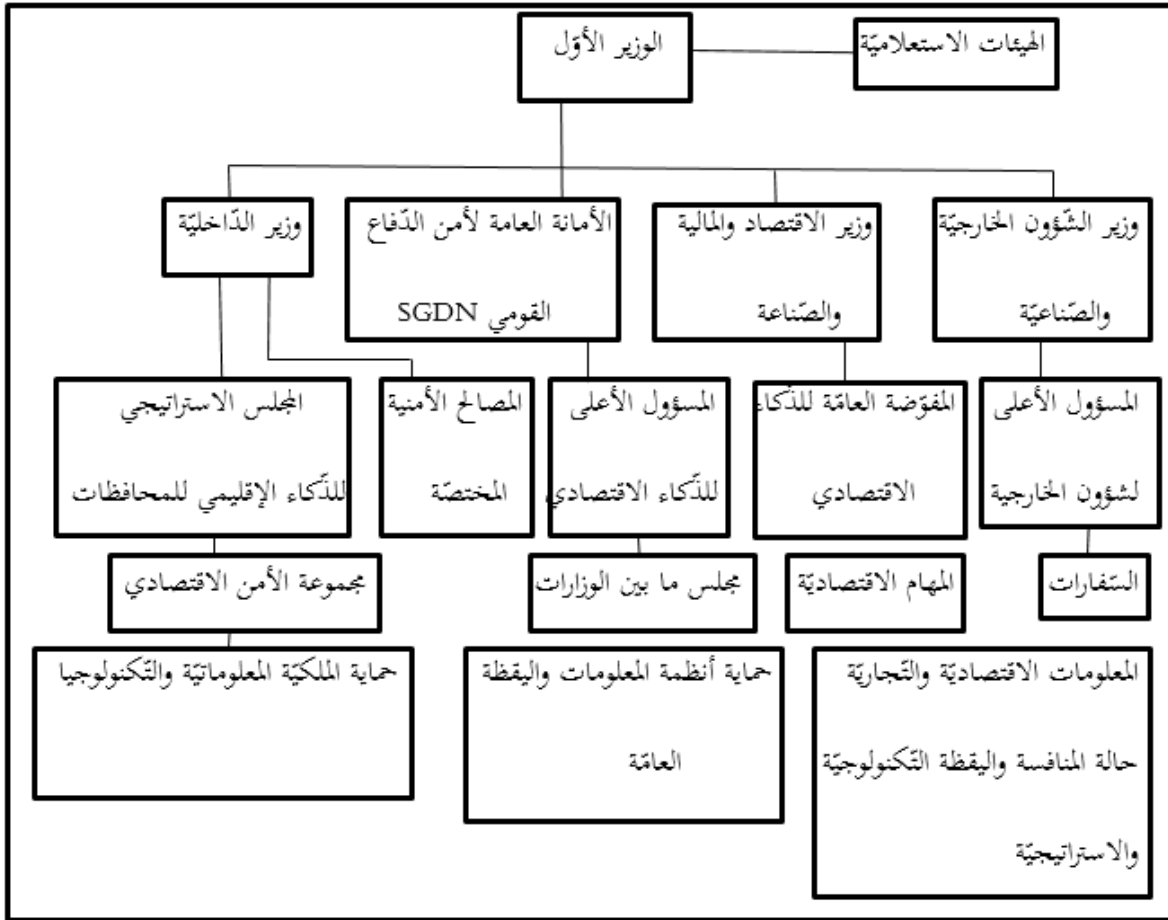 الهيئات الاستعلاميّة
الوزير الأوّل
وزير الشّؤون الخارجيّة
والصّناعيّة
وزير الاقتصاد والمالية
والصّناعة
الأمانة العامة لأمن الدّفاع
القومي SGDN
وزير الدّاخليّة
المسؤول الأعلى
لشؤون الخارجية
المفوّضة العامّة للذّكاء
الاقتصادي
المسؤول الأعلى
للذّكاء الاقتصادي
المصالح الأمنية
المختصّة
المجلس الاستراتيجي
للذّكاء الإقليمي للمحافظات
السّفارات
المهام الاقتصاديّة
مجلس ما بين الوزارات
مجموعة الأمن الاقتصادي
المعلومات الاقتصاديّة والتّجاريّة
حالة المنافسة واليقظة التّكنولوجيّة
والاستراتيجيّة
حماية أنظمة المعلومات واليقظة
العامّة
حماية الملكيّة المعلوماتيّة والتّكنولوجيا